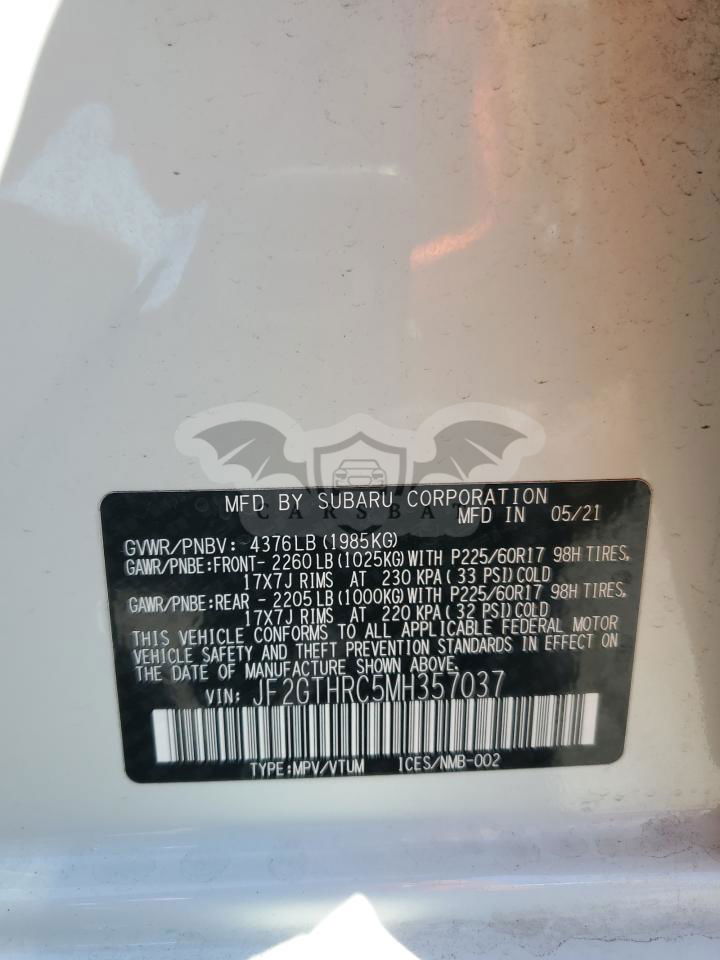 MFD BY SUBARU CORPORATION
MFD IN 05/21
CARSBAT
GVWR/PNBV: 4376LB(1985KG)
GAWR/PNBE:FRONT- 2260LB(1025KG)WITH P225/60R17 98H TIRES,
17X7J RIMS AT 230 KPA(33 PSI)COLD
GAWR/PNBE:REAR - 2205LB(1000KG)WITH P225/60R17 98H TIRES,
17X7J RIMS AT 220 KPA(32 PSI)COLD
THIS VEHICLE CONFORMS TO ALL APPLICABLE FEDERAL MOTOR
VEHICLE SAFETY AND THEFT PREVENTION STANDARDS IN EFFECT ON
THE DATE OF MANUFACTURE SHOWN ABOVE.
VIN: JF2GTHRC5MH357037
TYPE:MPV/VTUM ICES/NMB-002